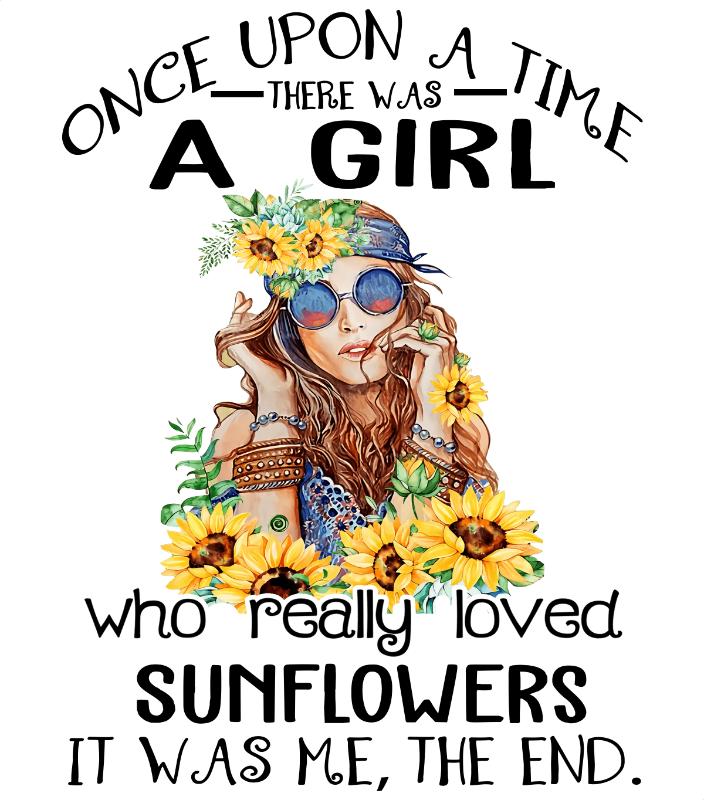 ONCE UPON A TIME
THERE WAS
A GIRL
who really loved
SUNFLOWERS
IT WAS ME, THE END.